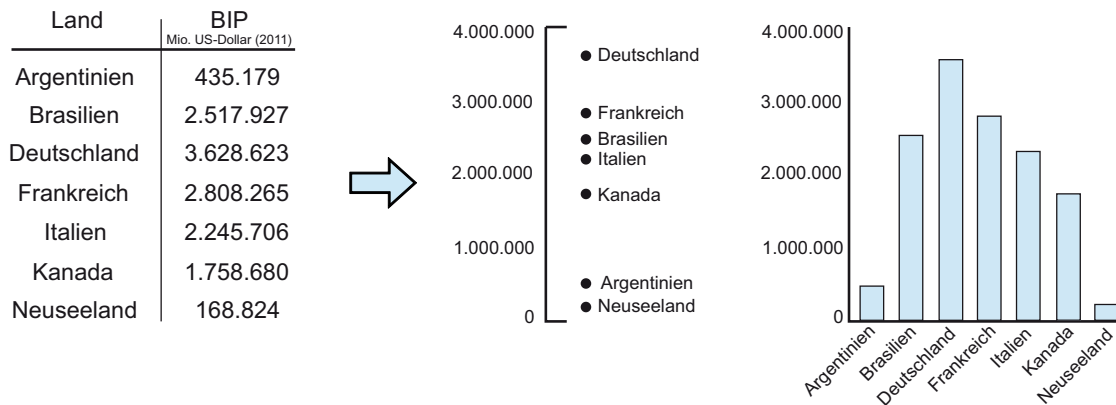 Land BIP
Mio. US-Dollar (2011)
Argentinien 435.179
Brasilien 2.517.927
Deutschland 3.628.623
Frankreich 2.808.265
Italien 2.245.706
Kanada 1.758.680
Neuseeland 168.824
4.000.000
3.000.000
2.000.000
1.000.000
0
Deutschland
Frankreich
Brasilien
Italien
Kanada
Argentinien
Neuseeland
4.000.000
3.000.000
2.000.000
1.000.000
0
Argentinien
Brasilien
Deutschland
Frankreich
Italien
Kanada
Neuseeland